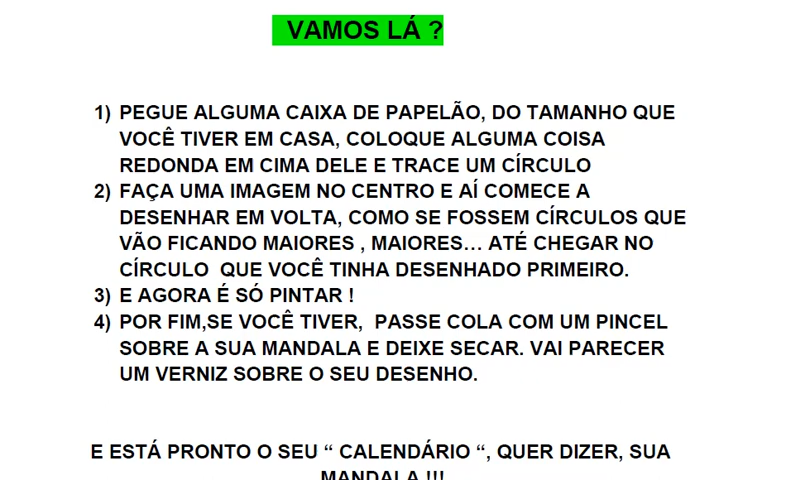 VAMOS LÁ ?
1) PEGUE ALGUMA CAIXA DE PAPELÃO, DO TAMANHO QUE
VOCÊ TIVER EM CASA, COLOQUE ALGUMA COISA
REDONDA EM CIMA DELE E TRACE UM CÍRCULO
2) FAÇA UMA IMAGEM NO CENTRO E AÍ COMECE A
DESENHAR EM VOLTA, COMO SE FOSSEM CÍRCULOS QUE
VÃO FICANDO MAIORES , MAIORES... ATÉ CHEGAR NO
CÍRCULO  QUE VOCÊ TINHA DESENHADO PRIMEIRO.
3) E AGORA É SÓ PINTAR !
4) POR FIM,SE VOCÊ TIVER,  PASSE COLA COM UM PINCEL
SOBRE A SUA MANDALA E DEIXE SECAR. VAI PARECER
UM VERNIZ SOBRE O SEU DESENHO.
E ESTÁ PRONTO O SEU “ CALENDÁRIO “, QUER DIZER, SUA
MANDALA !!!